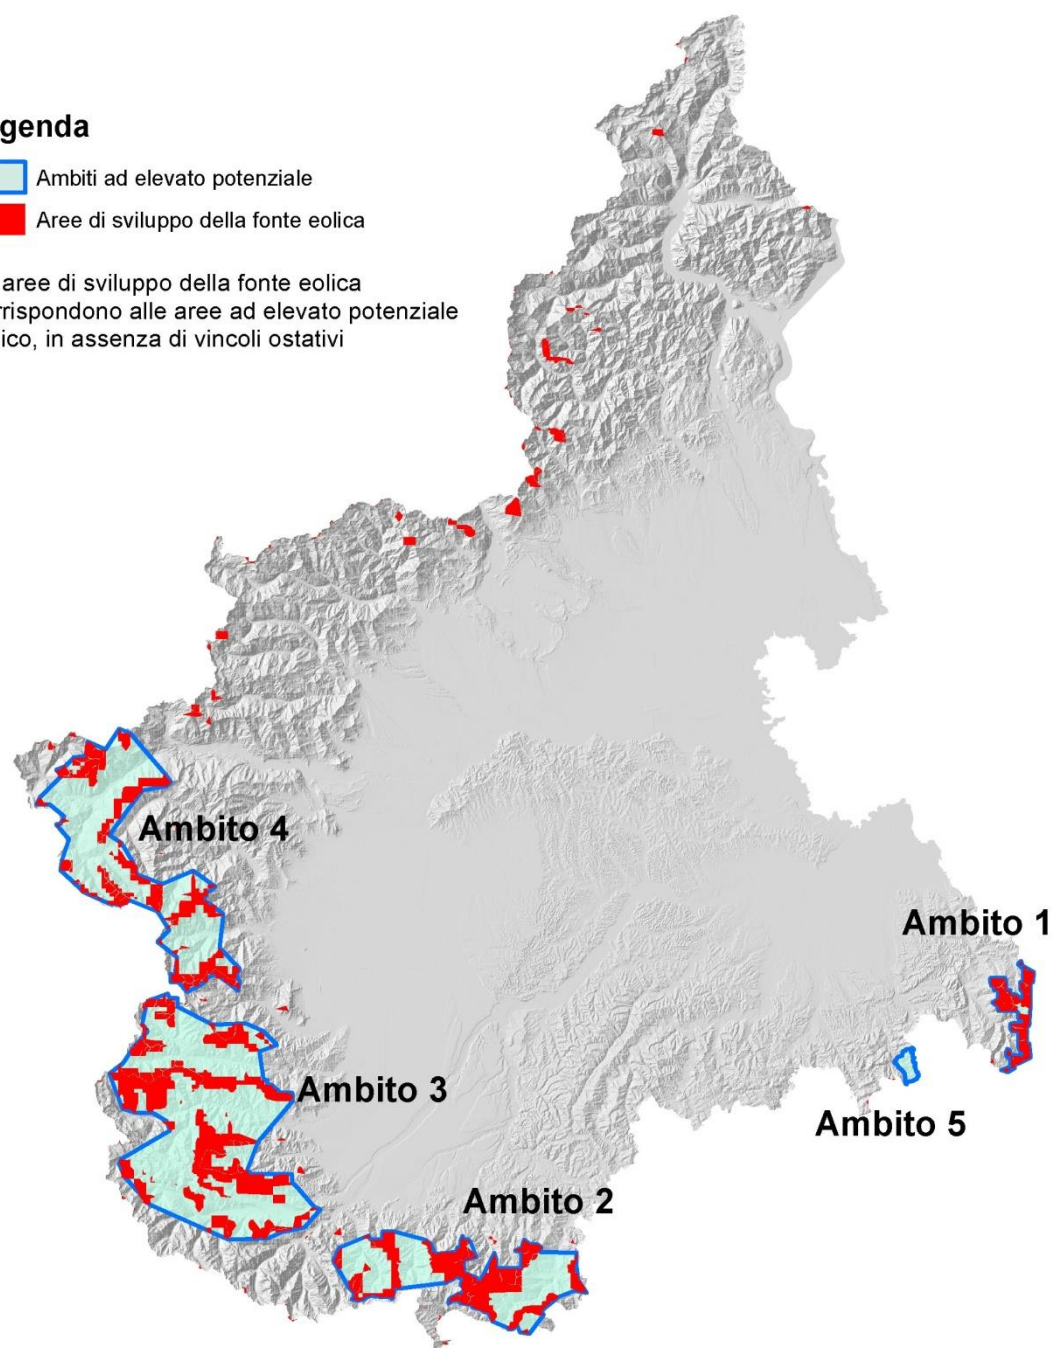 genda
Ambiti ad elevato potenziale
Aree di sviluppo della fonte eolica
aree di sviluppo della fonte eolica
rrispondono alle aree ad elevato potenziale
ico, in assenza di vincoli ostativi
Ambito 4
Ambito 1
Ambito 3
Ambito 5
Ambito 2